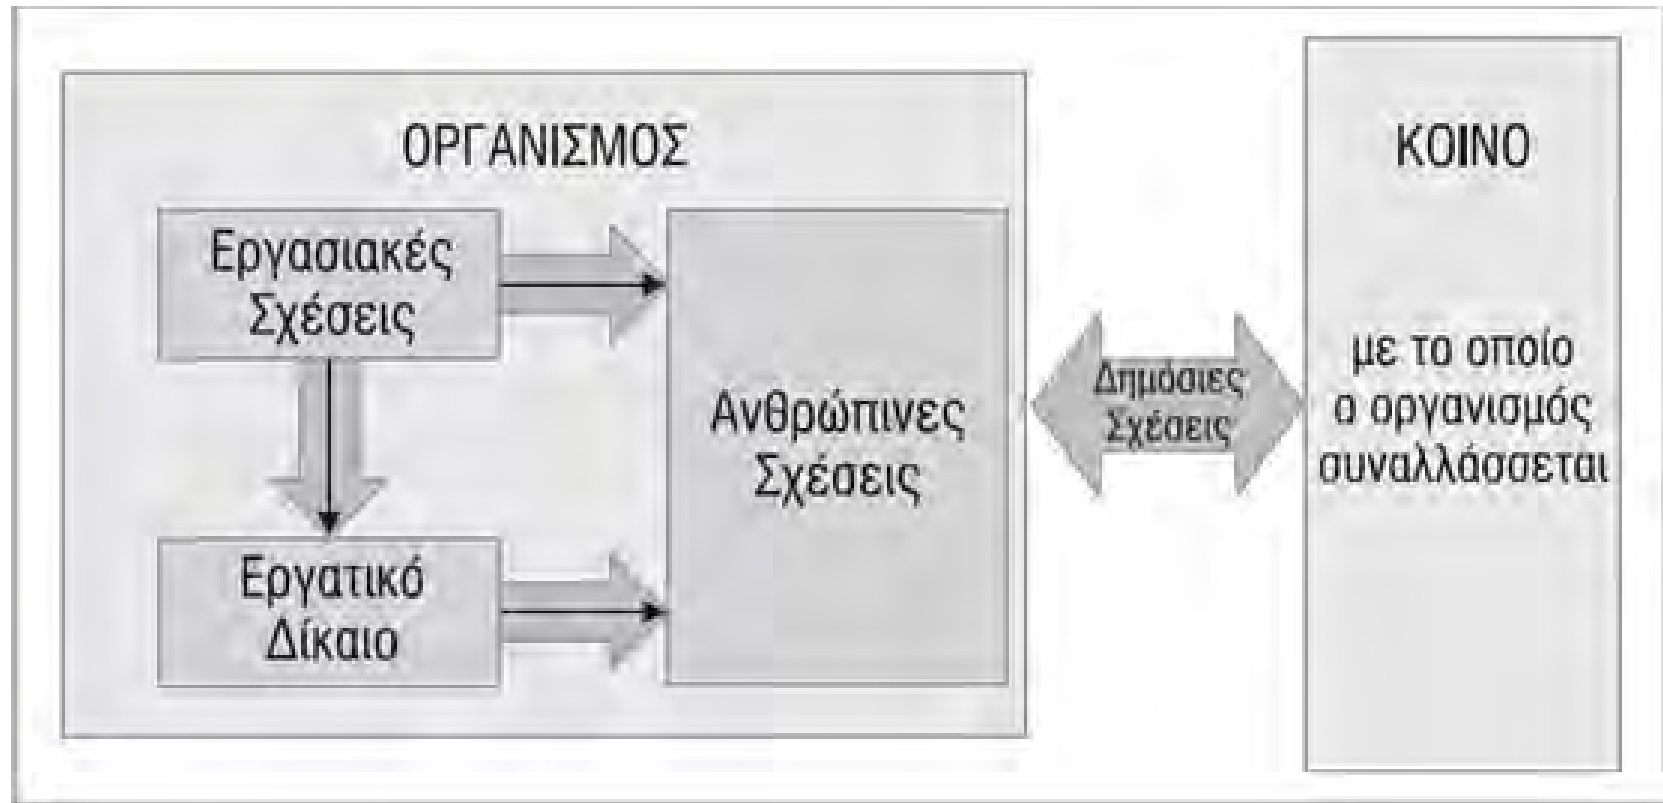 ΟΡΓΑΝΙΣΜΟΣ
Εργασιακές
Σχέσεις
Εργατικό
Δίκαιο
Ανθρώπινες
Σχέσεις
Δημόσιες
Σχέσεις
ΚΟΙΝΟ
με το οποίο
ο οργανισμός
συναλλάσσεται